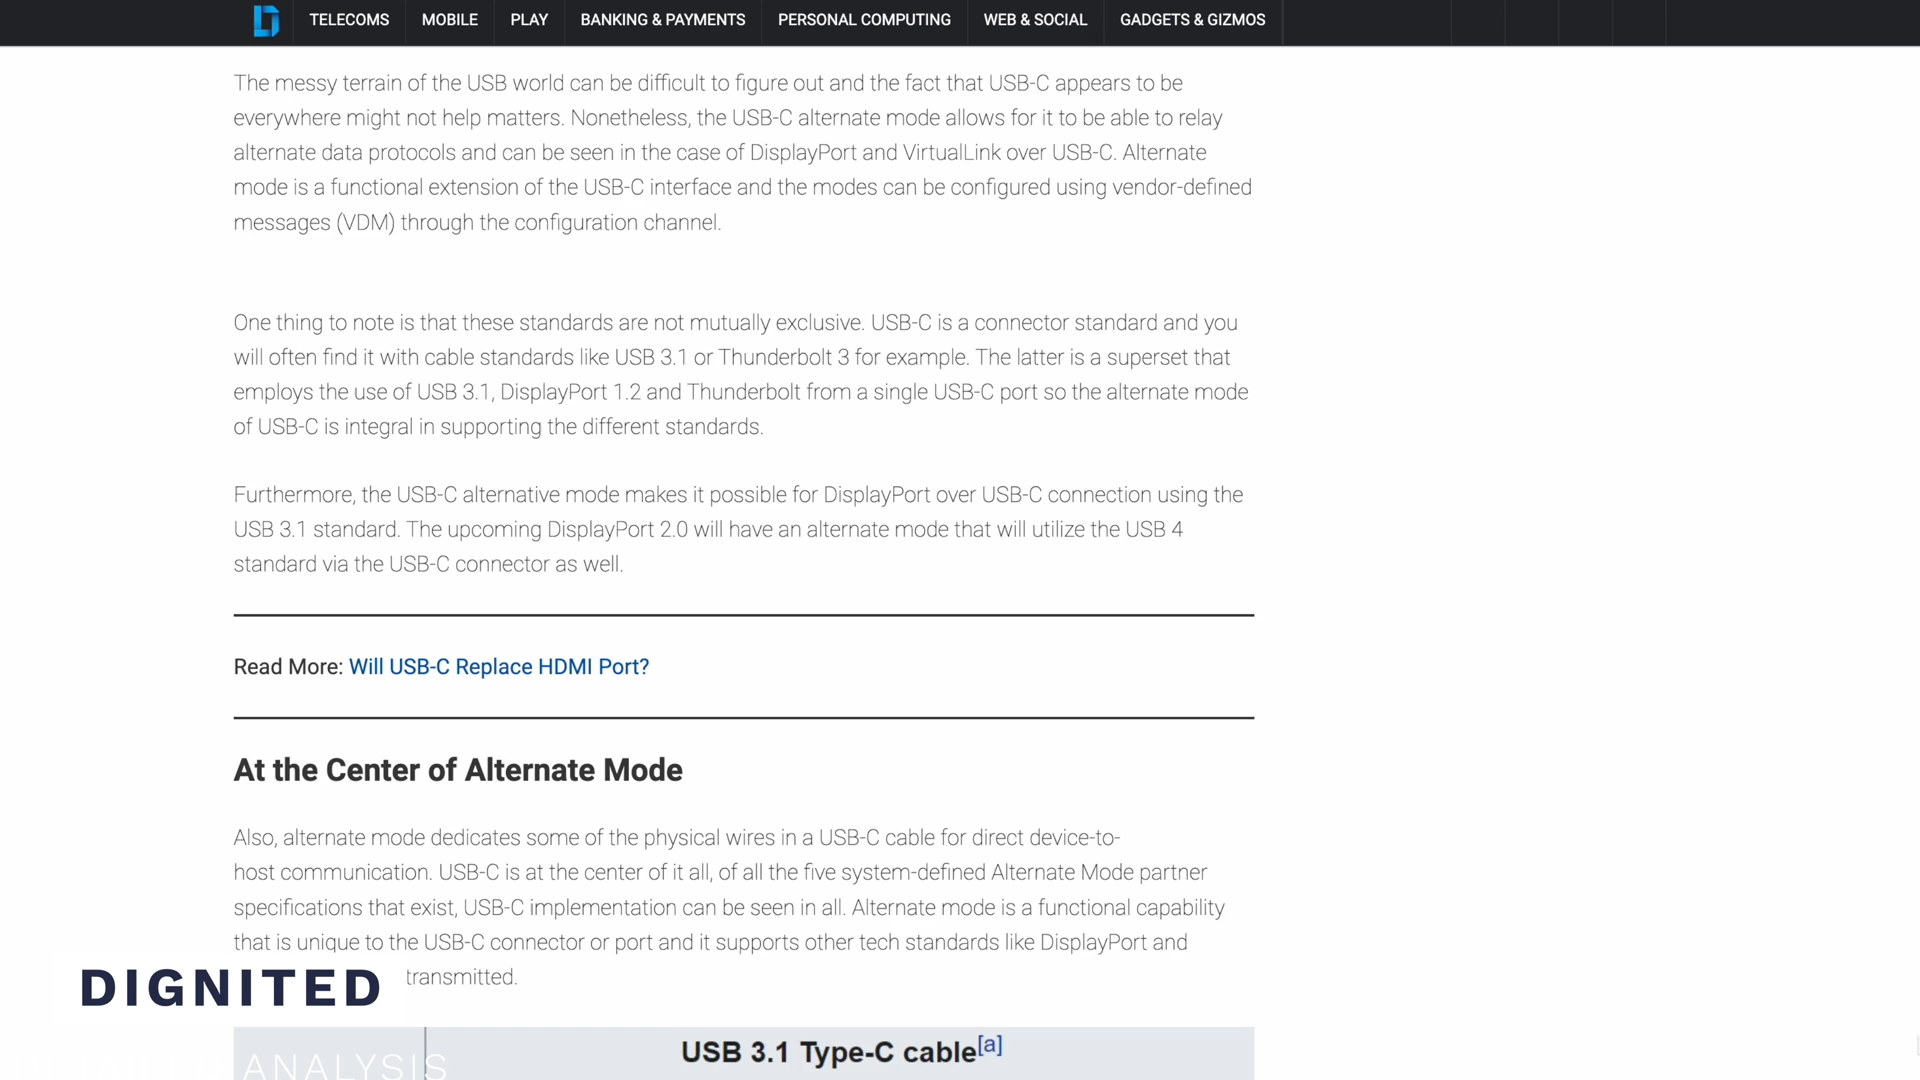 TELECOMS MOBILE PLAY BANKING & PAYMENTS PERSONAL COMPUTING WEB & SOCIAL GADGETS & GIZMOS
The messy terrain of the USB world can be difficult to figure out and the fact that USB-C appears to be
everywhere might not help matters. Nonetheless, the USB-C alternate mode allows for it to be able to relay
alternate data protocols and can be seen in the case of DisplayPort and VirtualLink over USB-C. Alternate
mode is a functional extension of the USB-C interface and the modes can be configured using vendor-defined
messages (VDM) through the configuration channel.
One thing to note is that these standards are not mutually exclusive. USB-C is a connector standard and you
will often find it with cable standards like USB 3.1 or Thunderbolt 3 for example. The latter is a superset that
employs the use of USB 3.1, DisplayPort 1.2 and Thunderbolt from a single USB-C port so the alternate mode
of USB-C is integral in supporting the different standards.
Furthermore, the USB-C alternative mode makes it possible for DisplayPort over USB-C connection using the
USB 3.1 standard. The upcoming DisplayPort 2.0 will have an alternate mode that will utilize the USB 4
standard via the USB-C connector as well.
Read More: Will USB-C Replace HDMI Port?
At the Center of Alternate Mode
Also, alternate mode dedicates some of the physical wires in a USB-C cable for direct device-to-
host communication. USB-C is at the center of it all, of all the five system-defined Alternate Mode partner
specifications that exist, USB-C implementation can be seen in all. Alternate mode is a functional capability
that is unique to the USB-C connector or port and it supports other tech standards like DisplayPort and
transmitted.
DIGNITED
USB 3.1 Type-C cable[a]
ANALYSIS